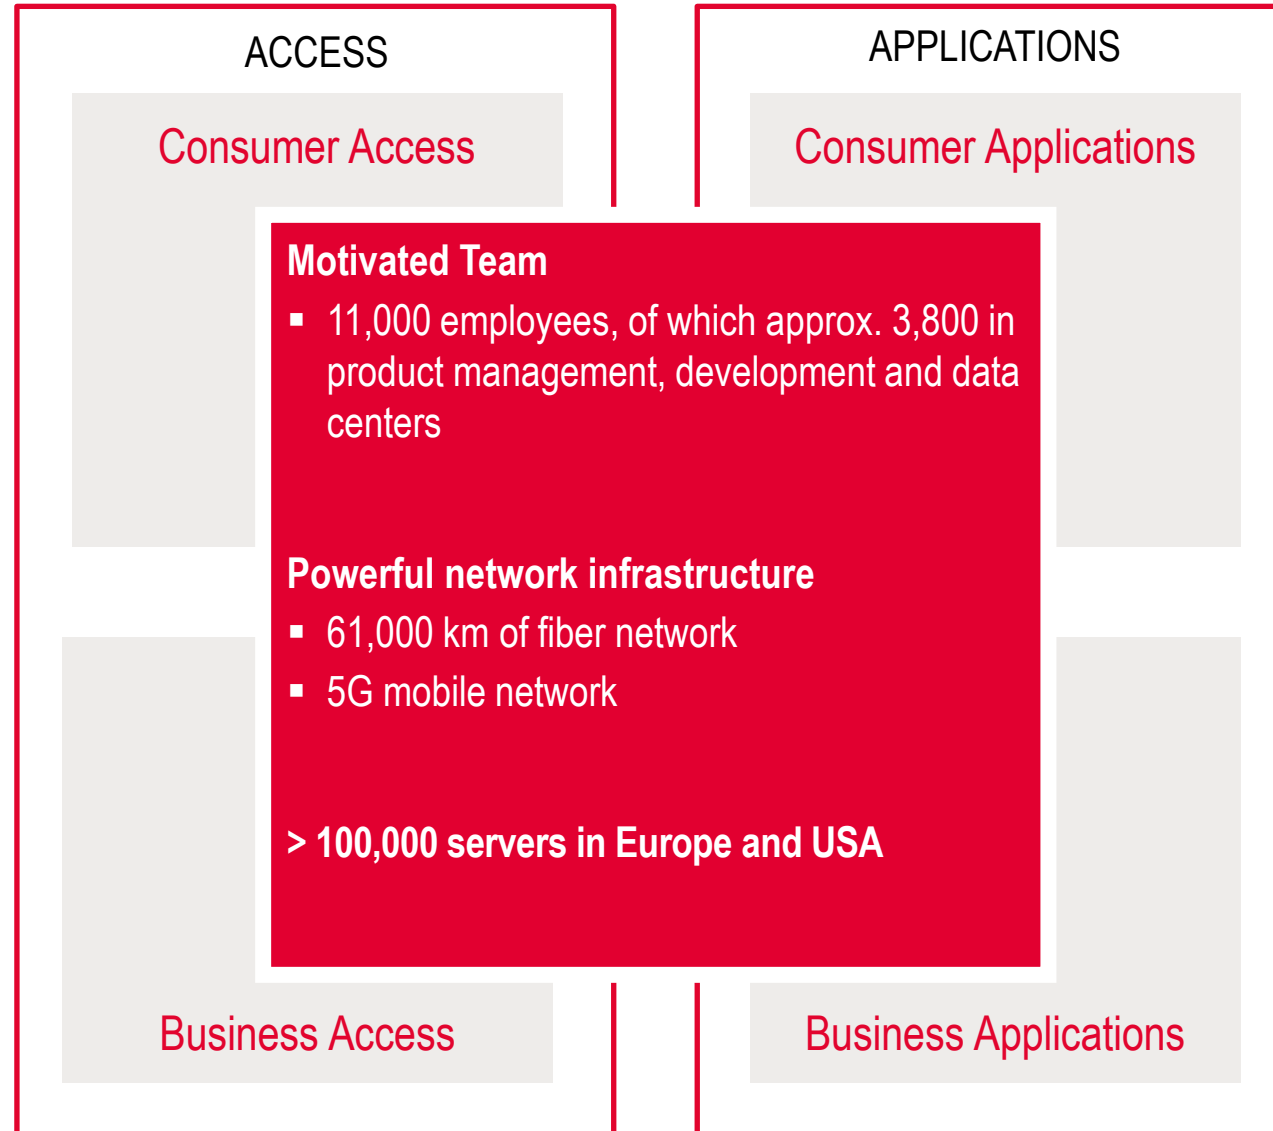 ACCESS
APPLICATIONS
Consumer Access
Consumer Applications
Motivated Team
▪ 11,000 employees, of which approx. 3,800 in
product management, development and data
centers
Powerful network infrastructure
▪ 61,000 km of fiber network
▪ 5G mobile network
> 100,000 servers in Europe and USA
Business Access
Business Applications